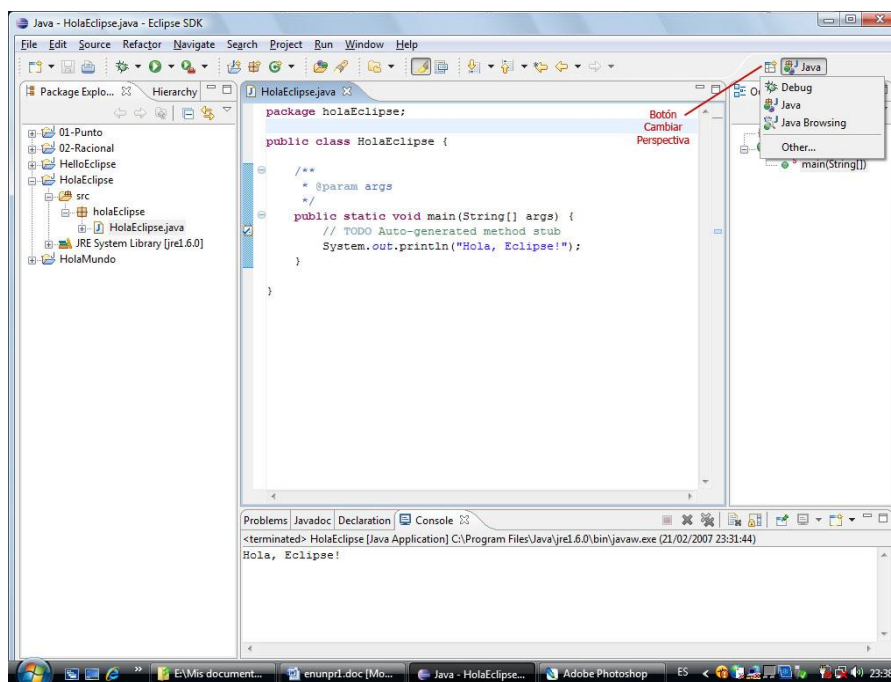 Java - HolaEclipse.java - Eclipse SDK
File Edit Source Refactor Navigate Search Project Run Window Help
Java
Package Explo... Hierarchy
01-Punto
02-Racional
HelloEclipse
HolaEclipse
src
holaEclipse
HolaEclipse.java
JRE System Library [jre1.6.0]
HolaMundo
HolaEclipse.java
package holaEclipse;
public class HolaEclipse {
/**
* @param args
*/
public static void main(String[] args) {
// TODO Auto-generated method stub
System.out.println("Hola, Eclipse!");
}
}
Botón
Cambiar
Perspectiva
Debug
Java
Java Browsing
Other...
main(String[])
Problems Javadoc Declaration Console
<terminated> HolaEclipse [Java Application] C:\Program Files\Java\jre1.6.0\bin\javaw.exe (21/02/2007 23:31:44)
Hola, Eclipse!
E:\Mis document... enunpr1.doc [Mo... Java - HolaEclipse... Adobe Photoshop ES